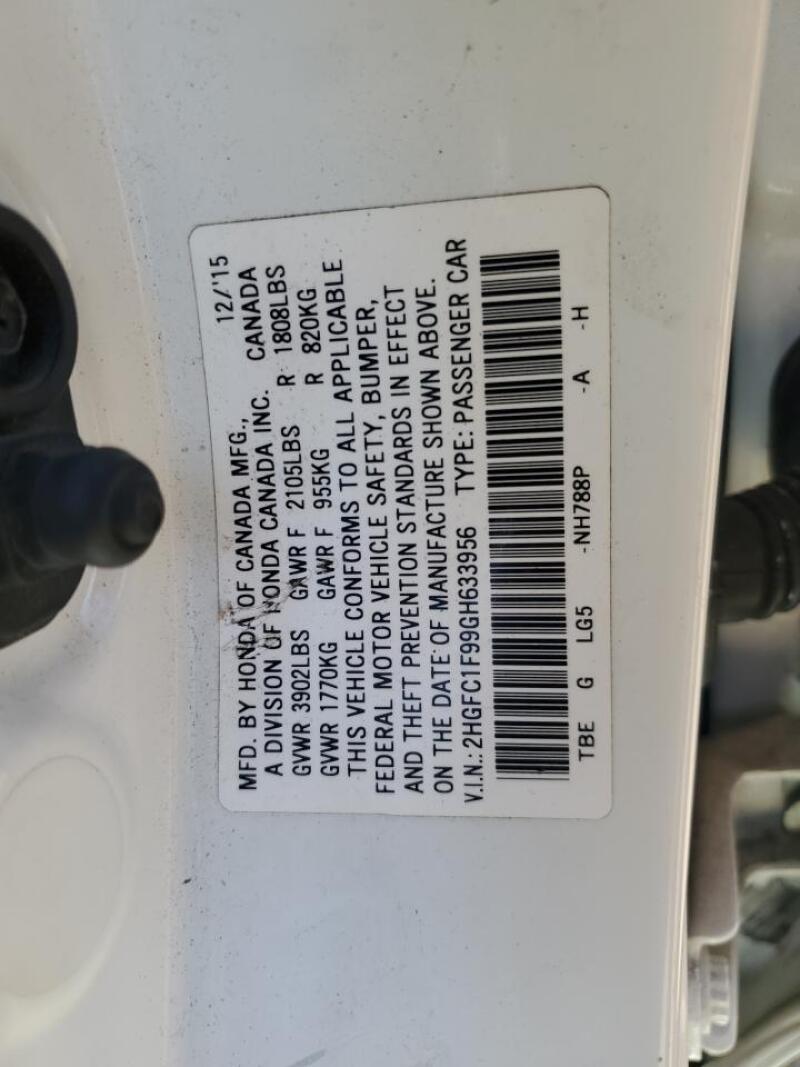 MFD. BY HONDA OF CANADA MFG., 12/'15
A DIVISION OF HONDA CANADA INC. CANADA
GVWR 3902LBS GAWR F 2105LBS R 1808LBS
GVWR 1770KG GAWR F 955KG R 820KG
THIS VEHICLE CONFORMS TO ALL APPLICABLE
FEDERAL MOTOR VEHICLE SAFETY, BUMPER,
AND THEFT PREVENTION STANDARDS IN EFFECT
ON THE DATE OF MANUFACTURE SHOWN ABOVE.
V.I.N.: 2HGFC1F99GH633956 TYPE: PASSENGER CAR
TBE G LG5 -NH788P -A -H